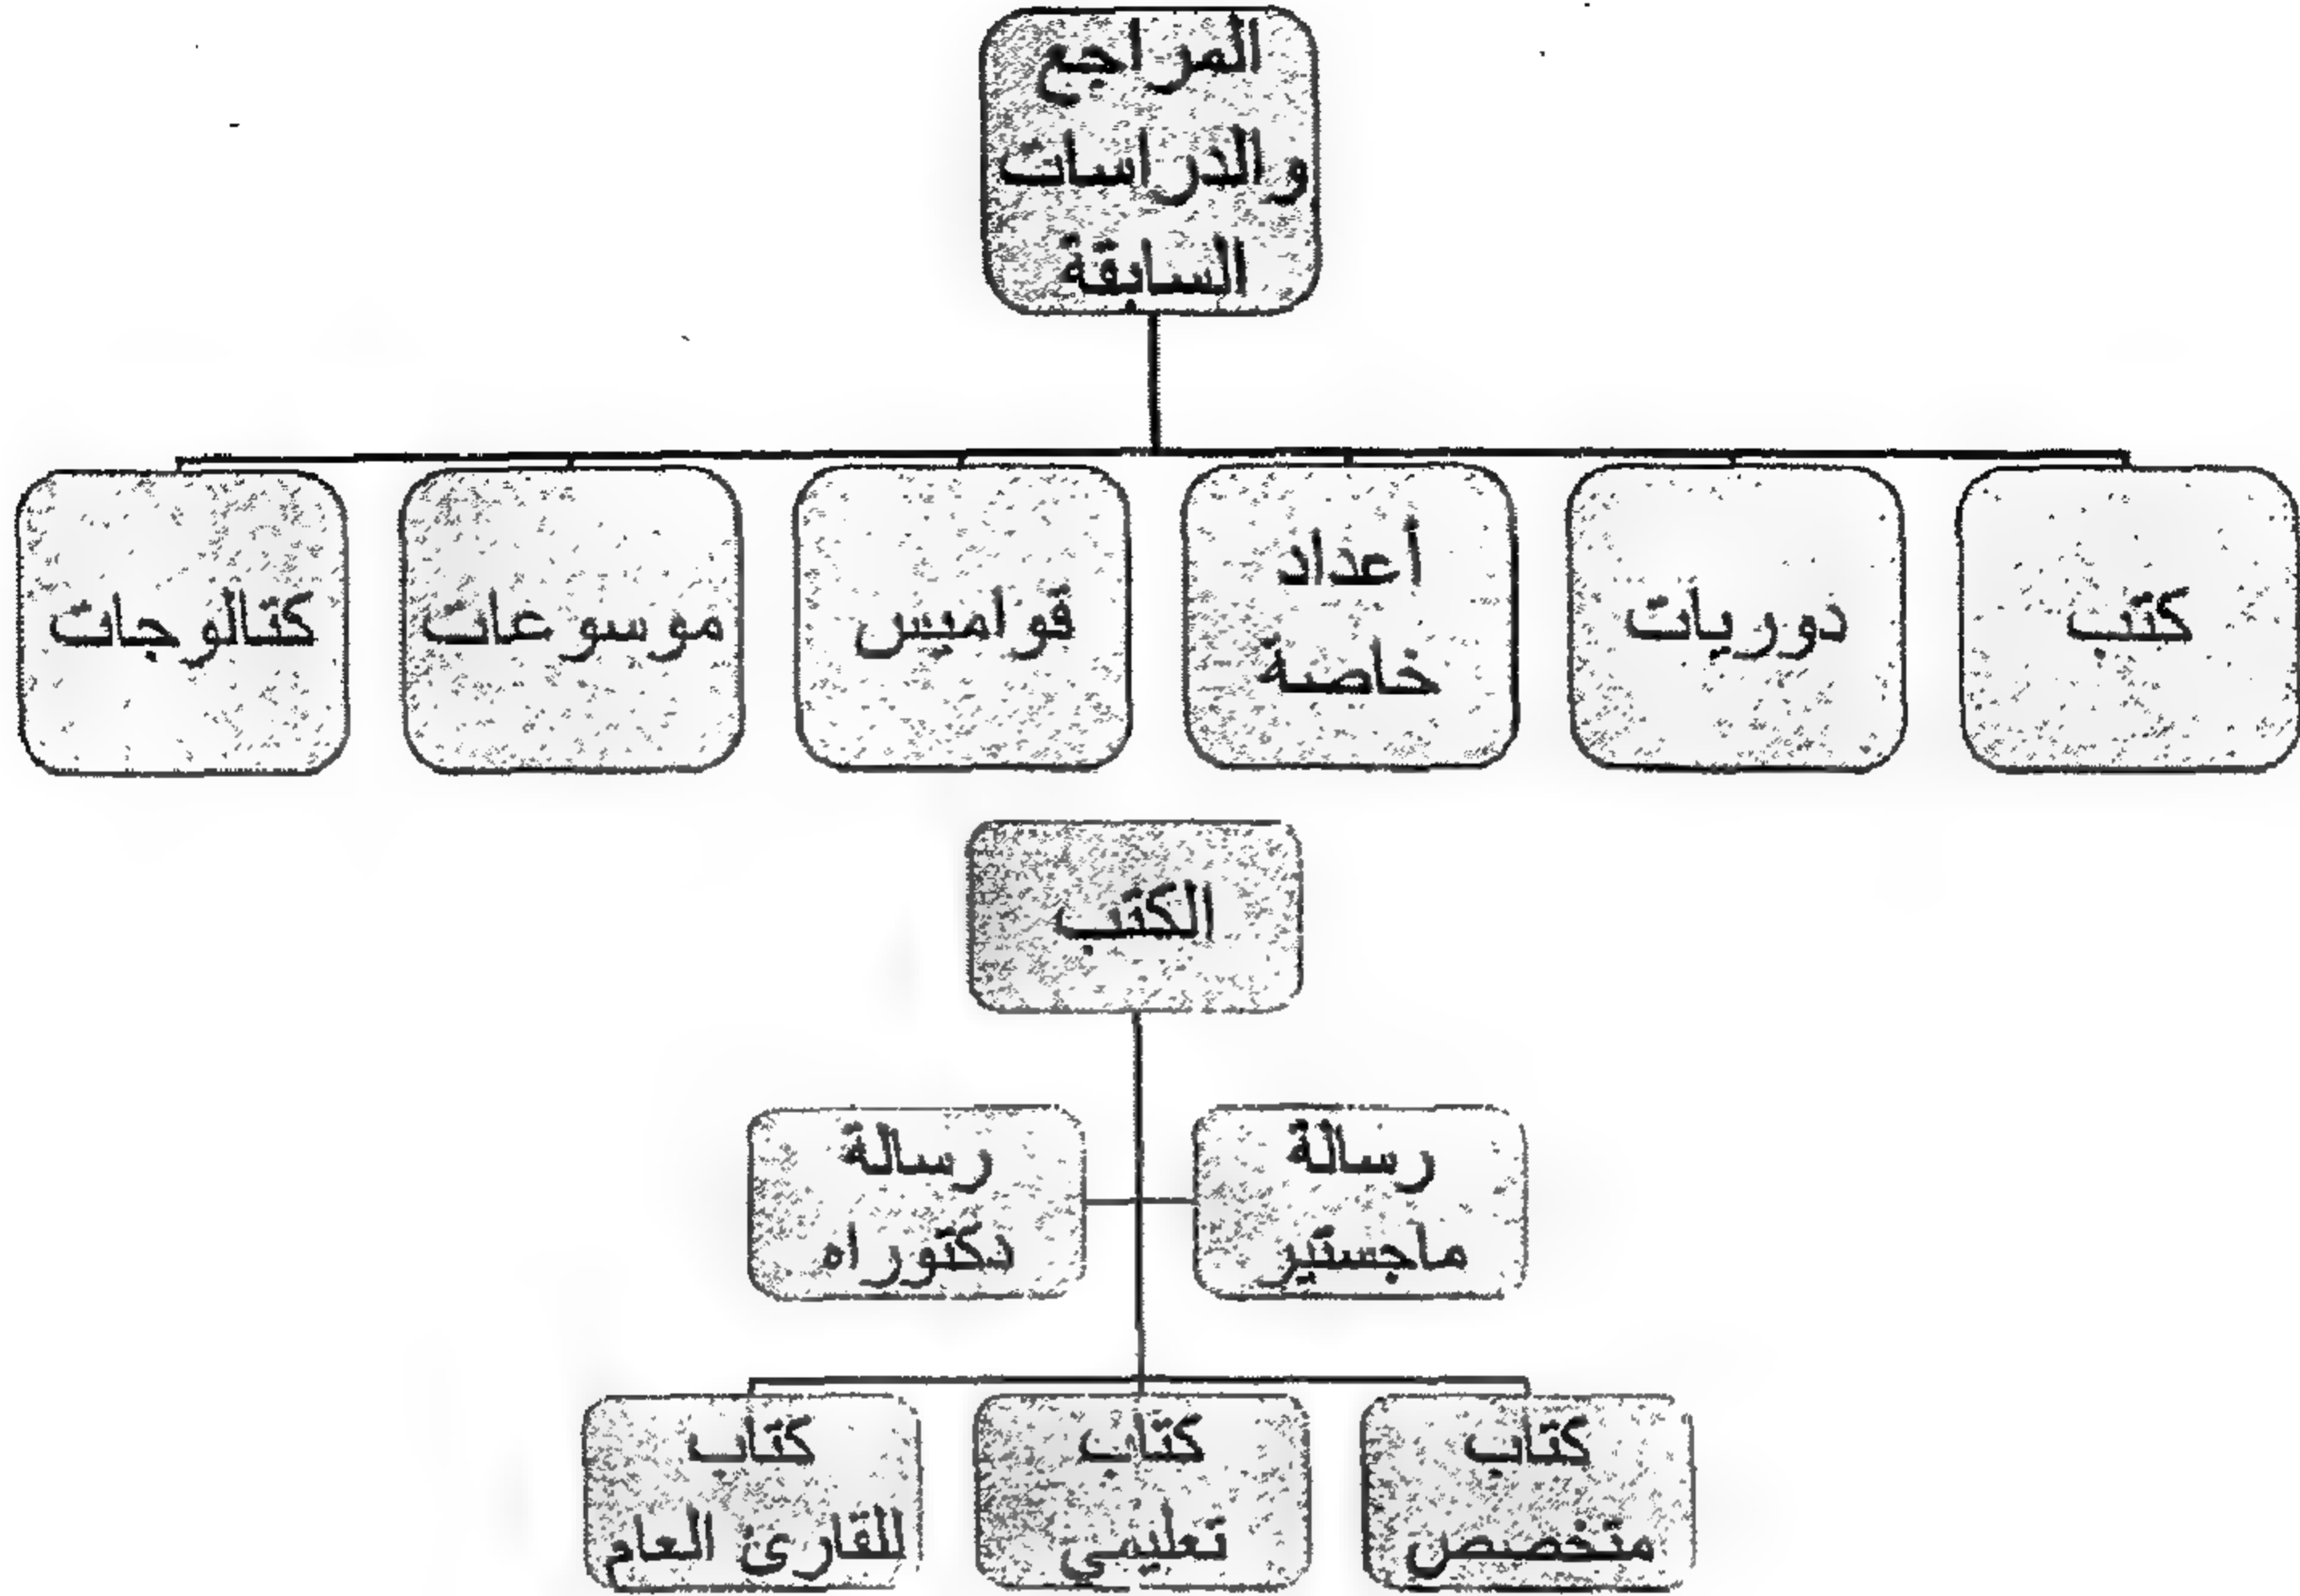 المراجع
والدراسات
السابقة
كتب
دوريات
أعداد
خاصة
قواميس
موسوعات
كتالوجات
الكتب
رسالة
ماجستير
رسالة
دكتوراه
كتاب
متخصص
كتاب
تعليمي
كتاب
للقارئ العام